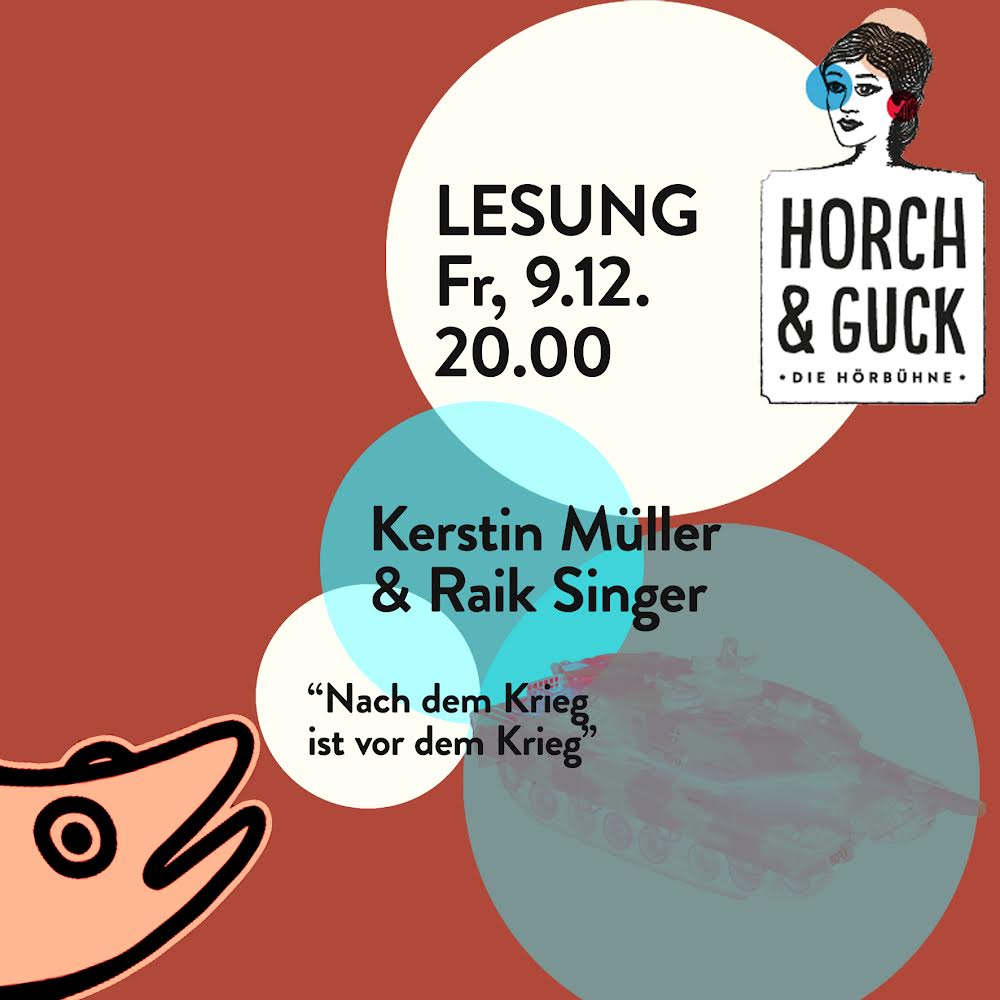 LESUNG
Fr, 9.12.
20.00
HORCH
& GUCK
• DIE HÖRBÜHNE •
Kerstin Müller
& Raik Singer
“Nach dem Krieg
ist vor dem Krieg”